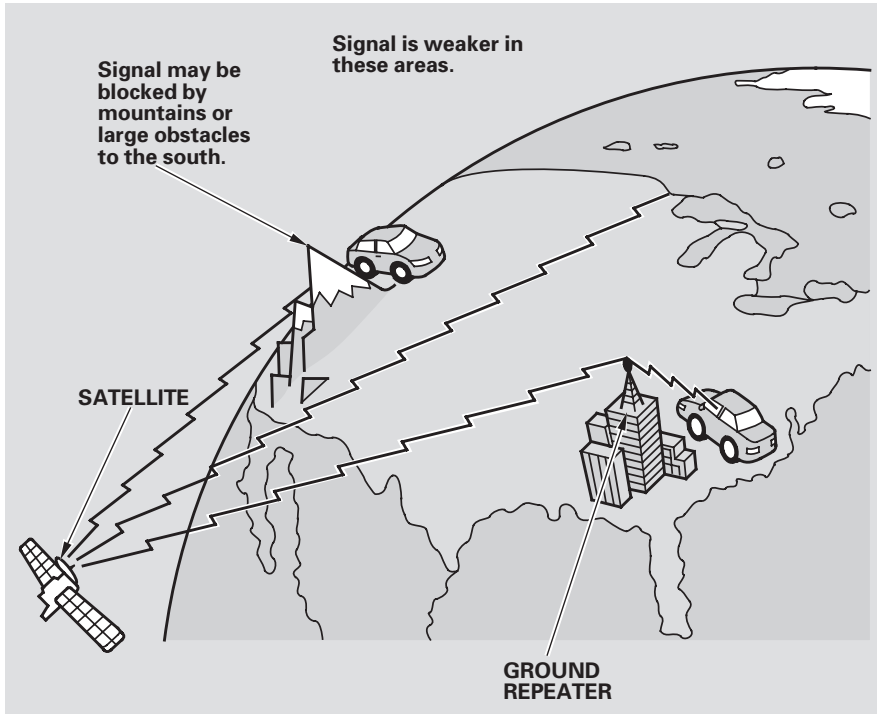 Signal may be
blocked by
mountains or
large obstacles
to the south.
Signal is weaker in
these areas.
SATELLITE
GROUND
REPEATER